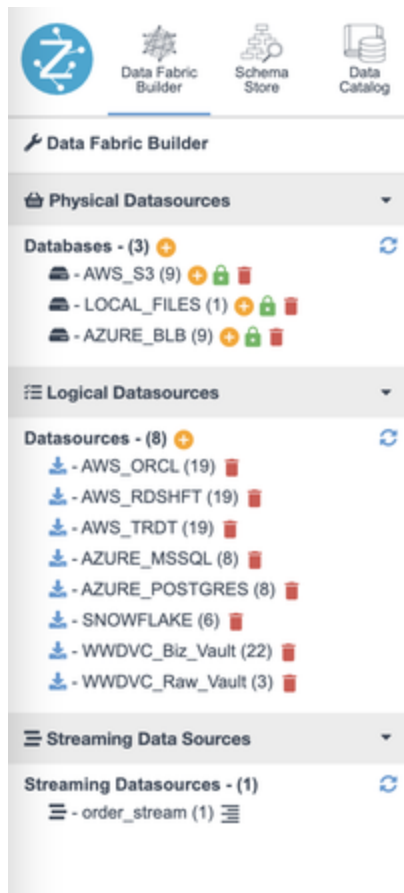 Data Fabric Builder
Schema Store
Data Catalog
Data Fabric Builder
Physical Datasources
Databases - (3)
- AWS_S3 (9)
- LOCAL_FILES (1)
- AZURE_BLB (9)
Logical Datasources
Datasources - (8)
- AWS_ORCL (19)
- AWS_RDSHFT (19)
- AWS_TRDT (19)
- AZURE_MSSQL (8)
- AZURE_POSTGRES (8)
- SNOWFLAKE (6)
- WWDVC_Biz_Vault (22)
- WWDVC_Raw_Vault (3)
Streaming Data Sources
Streaming Datasources - (1)
- order_stream (1)